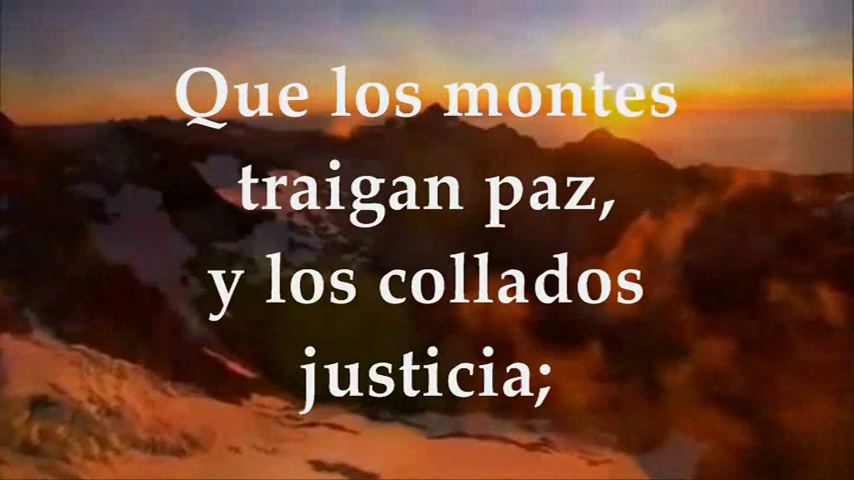 Que los montes
traigan paz,
y los collados
justicia;